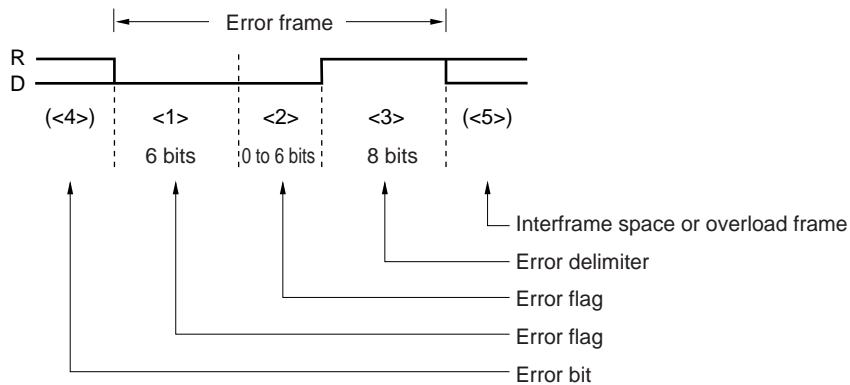 Error frame
R
D
(<4>) <1> <2> <3> (<5>)
6 bits 0 to 6 bits 8 bits
Interframe space or overload frame
Error delimiter
Error flag
Error flag
Error bit